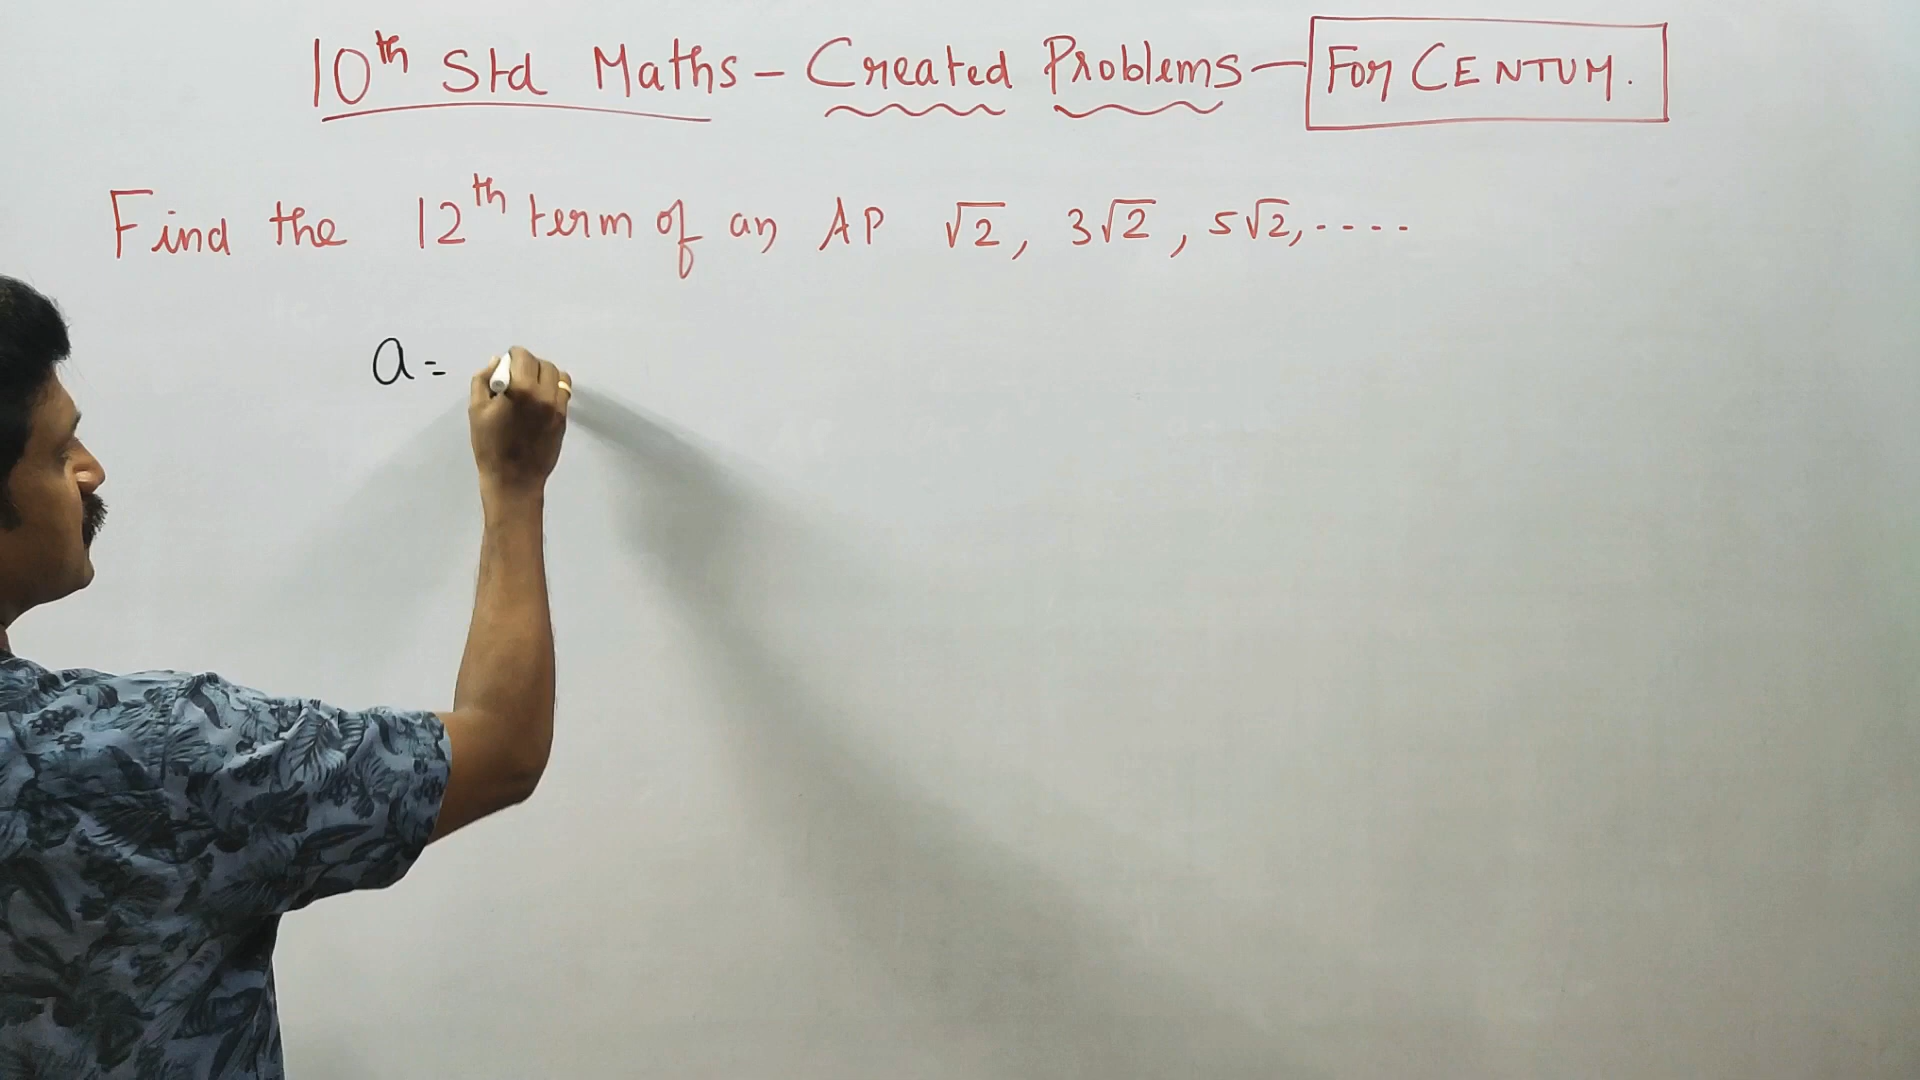 10th Std Maths - Created Problems - For CENTUM.
Find the 12th term of an AP √2, 3√2, 5√2,....
a =